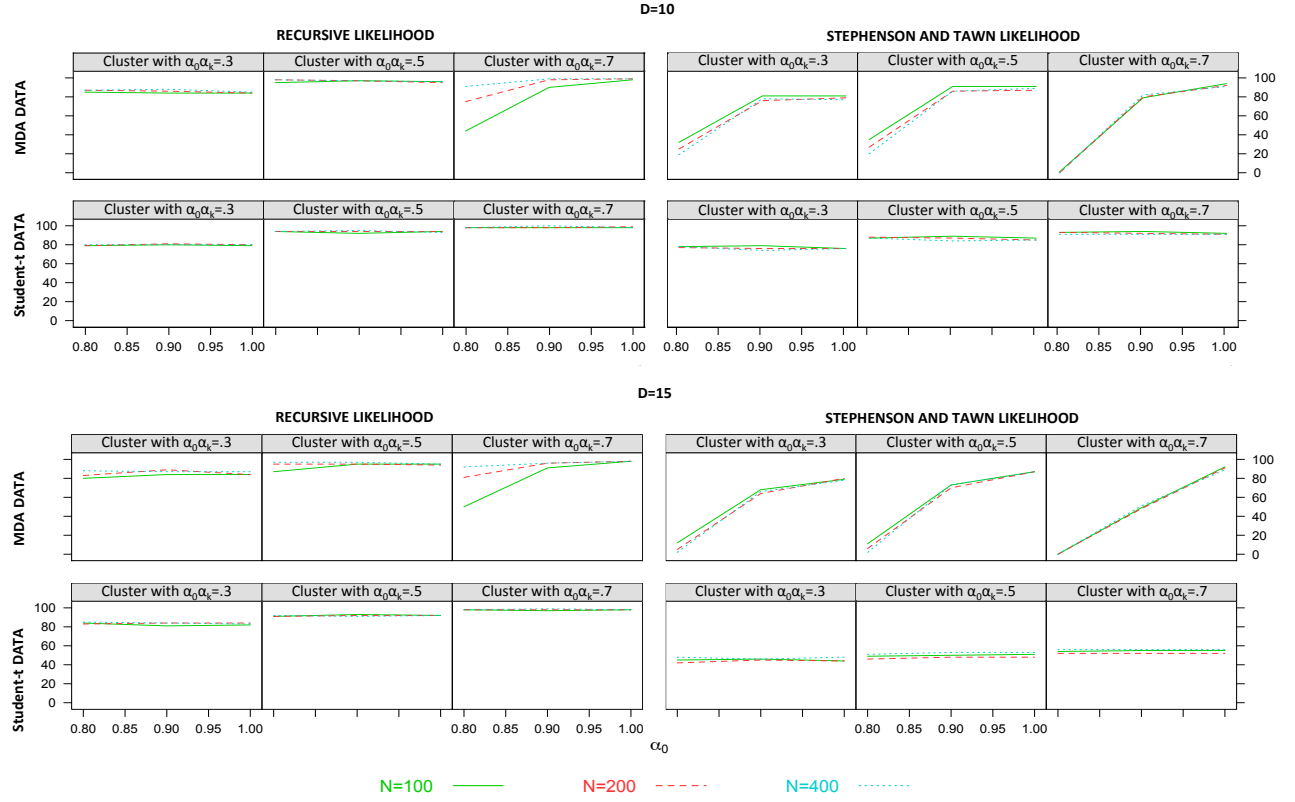 D=10
RECURSIVE LIKELIHOOD STEPHENSON AND TAWN LIKELIHOOD
Cluster with α0αk=.3 Cluster with α0αk=.5 Cluster with α0αk=.7 Cluster with α0αk=.3 Cluster with α0αk=.5 Cluster with α0αk=.7
MDA DATA
100
80
60
40
20
0
Cluster with α0αk=.3 Cluster with α0αk=.5 Cluster with α0αk=.7 Cluster with α0αk=.3 Cluster with α0αk=.5 Cluster with α0αk=.7
Student-t DATA
100
80
60
40
20
0
0.80 0.85 0.90 0.95 1.00 0.80 0.85 0.90 0.95 1.00 0.80 0.85 0.90 0.95 1.00 0.80 0.85 0.90 0.95 1.00
D=15
RECURSIVE LIKELIHOOD STEPHENSON AND TAWN LIKELIHOOD
Cluster with α0αk=.3 Cluster with α0αk=.5 Cluster with α0αk=.7 Cluster with α0αk=.3 Cluster with α0αk=.5 Cluster with α0αk=.7
MDA DATA
100
80
60
40
20
0
Cluster with α0αk=.3 Cluster with α0αk=.5 Cluster with α0αk=.7 Cluster with α0αk=.3 Cluster with α0αk=.5 Cluster with α0αk=.7
Student-t DATA
100
80
60
40
20
0
0.80 0.85 0.90 0.95 1.00 0.80 0.85 0.90 0.95 1.00 0.80 0.85 0.90 0.95 1.00
α0
N=100 N=200 N=400